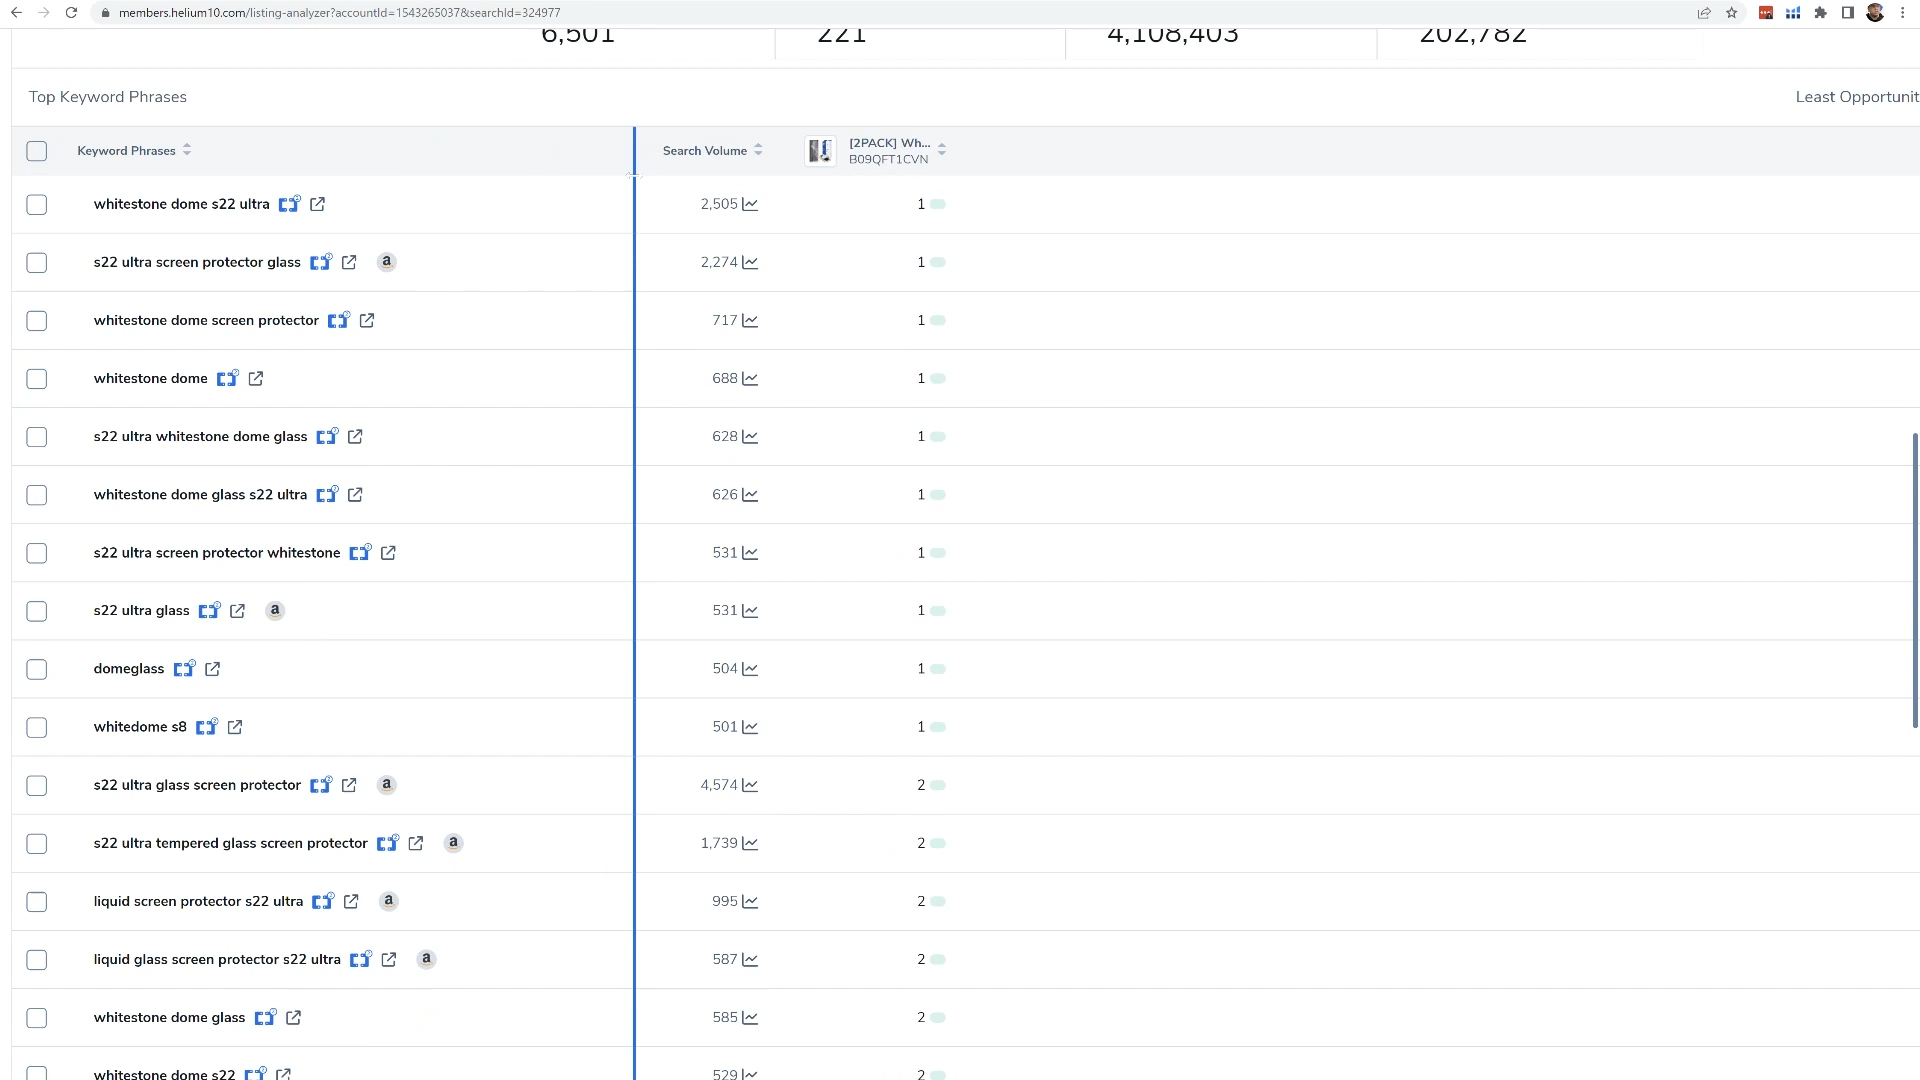 members.helium10.com/listing-analyzer?accountId=1543265037&searchId=324977
6,501 221 4,108,403 202,782
Top Keyword Phrases Least Opportunit
Keyword Phrases Search Volume [2PACK] Wh...
B09QFT1CVN
whitestone dome s22 ultra 2,505 1
s22 ultra screen protector glass a 2,274 1
whitestone dome screen protector 717 1
whitestone dome 688 1
s22 ultra whitestone dome glass 628 1
whitestone dome glass s22 ultra 626 1
s22 ultra screen protector whitestone 531 1
s22 ultra glass a 531 1
domeglass 504 1
whitedome s8 501 1
s22 ultra glass screen protector a 4,574 2
s22 ultra tempered glass screen protector a 1,739 2
liquid screen protector s22 ultra a 995 2
liquid glass screen protector s22 ultra a 587 2
whitestone dome glass 585 2
whitestone dome s22 529 2